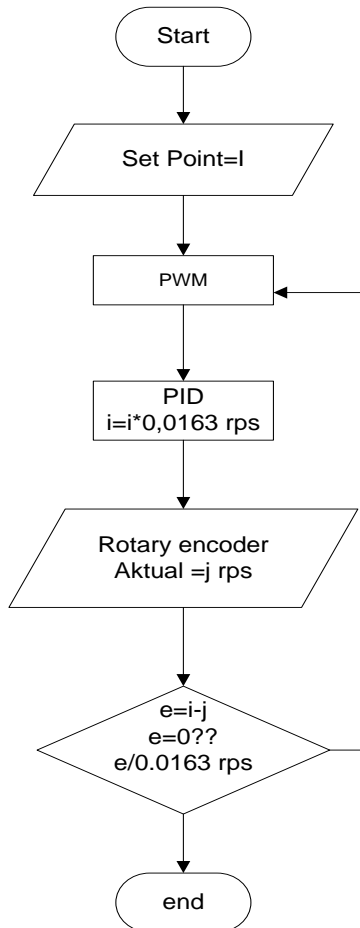 Start
Set Point=I
PWM
PID
i=i*0,0163 rps
Rotary encoder
Aktual =j rps
e=i-j
e=0??
e/0.0163 rps
end